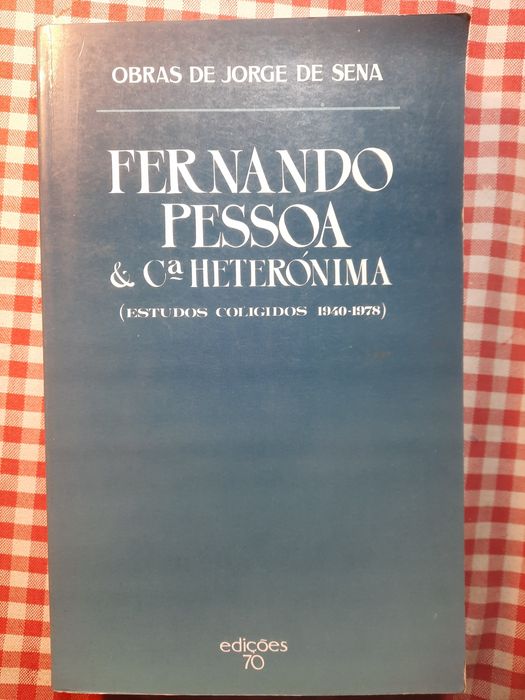 OBRAS DE JORGE DE SENA
FERNANDO
PESSOA
& Cª HETERÓNIMA
(ESTUDOS COLIGIDOS 1940-1978)
edições
70